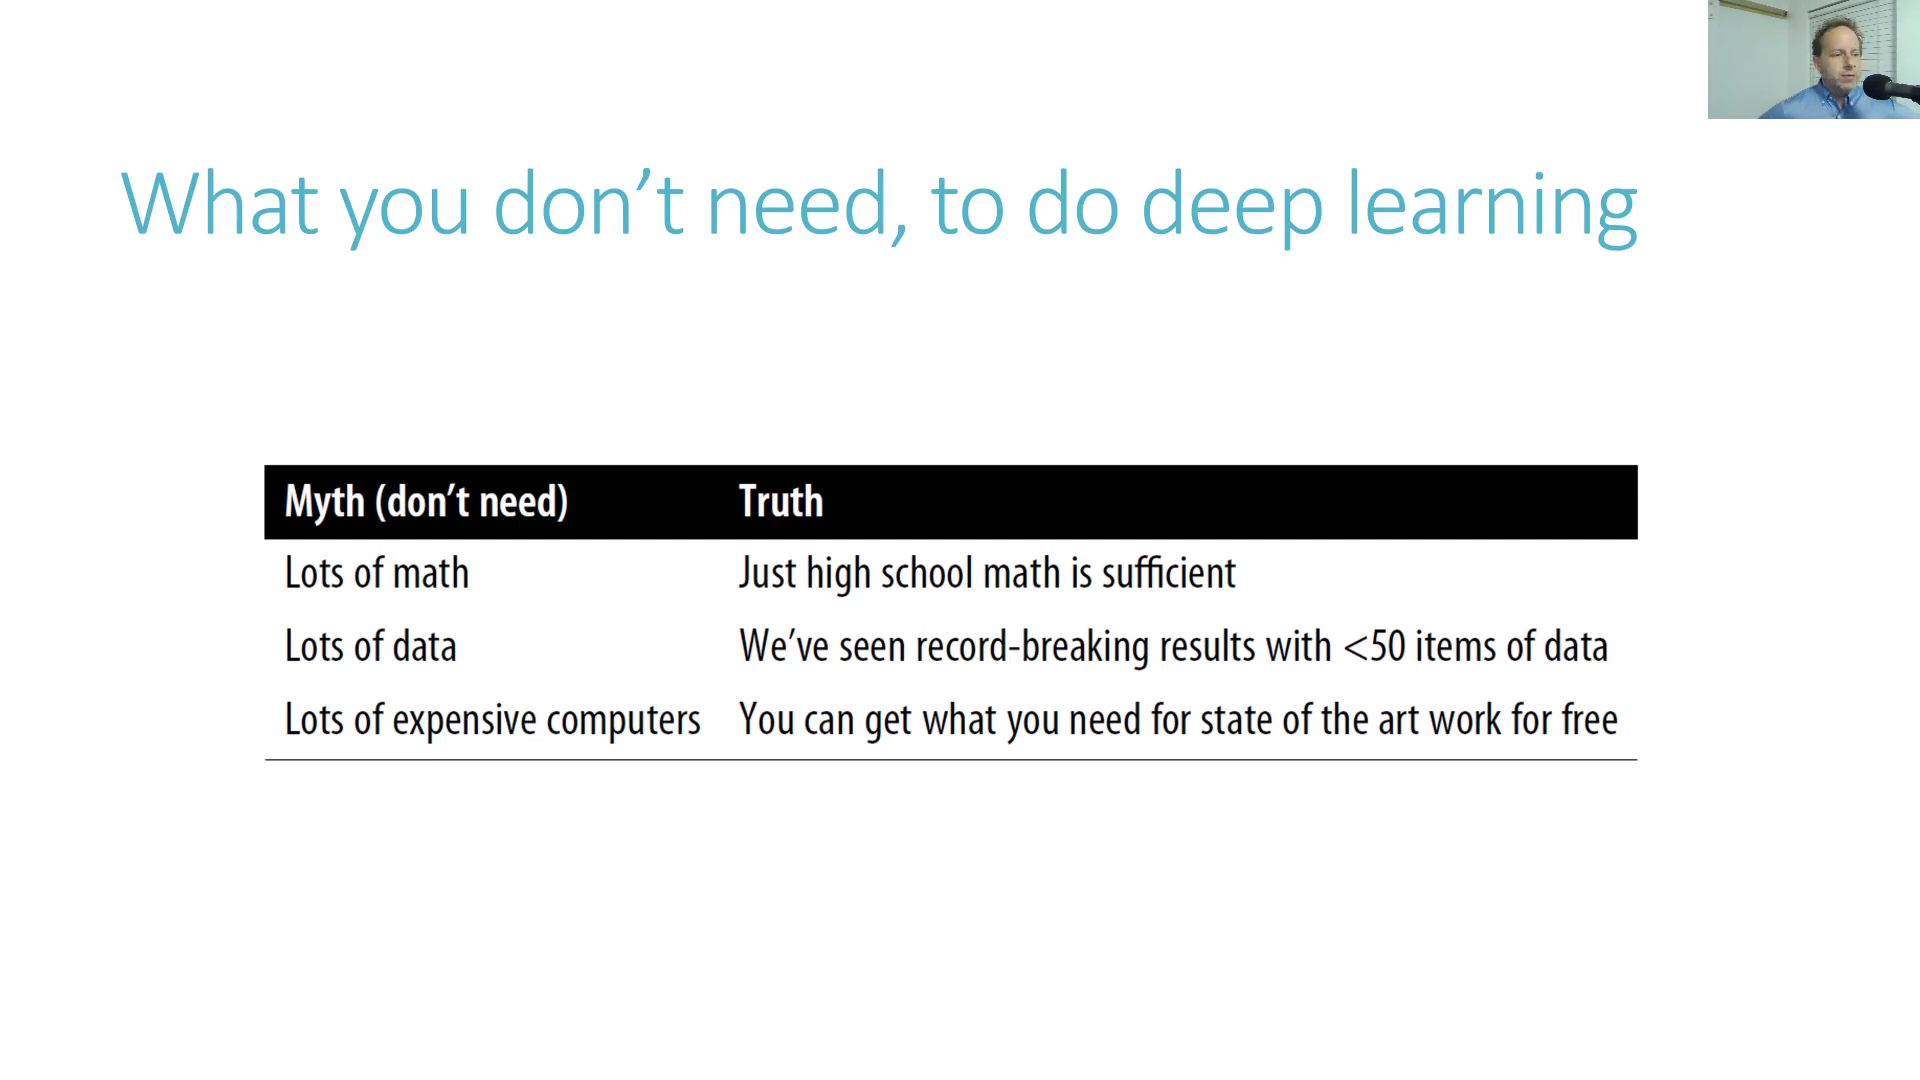 What you don’t need, to do deep learning
Myth (don’t need) Truth
Lots of math Just high school math is sufficient
Lots of data We’ve seen record-breaking results with <50 items of data
Lots of expensive computers You can get what you need for state of the art work for free